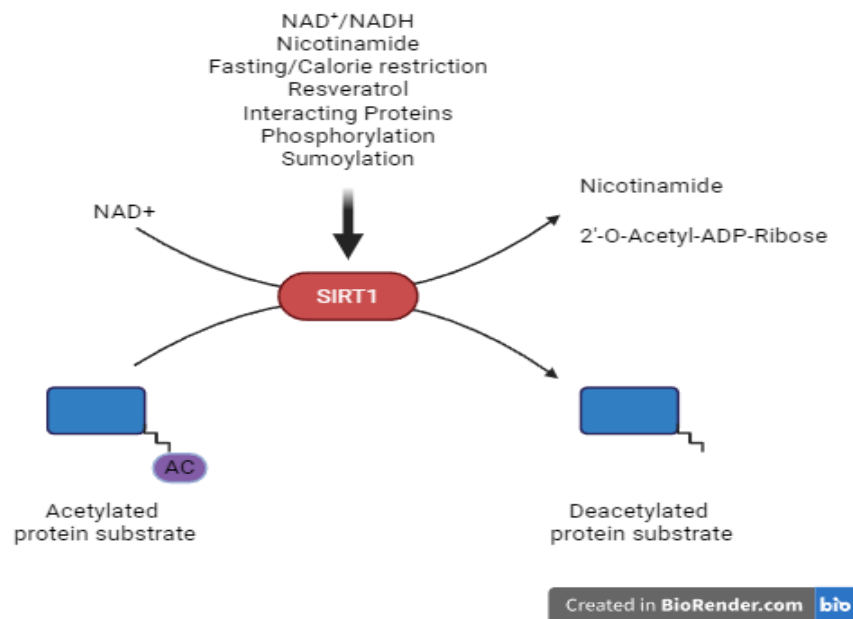 NAD⁺/NADH
Nicotinamide
Fasting/Calorie restriction
Resveratrol
Interacting Proteins
Phosphorylation
Sumoylation
NAD+
Nicotinamide
2'-O-Acetyl-ADP-Ribose
SIRT1
AC
Acetylated
protein substrate
Deacetylated
protein substrate
Created in BioRender.com bio